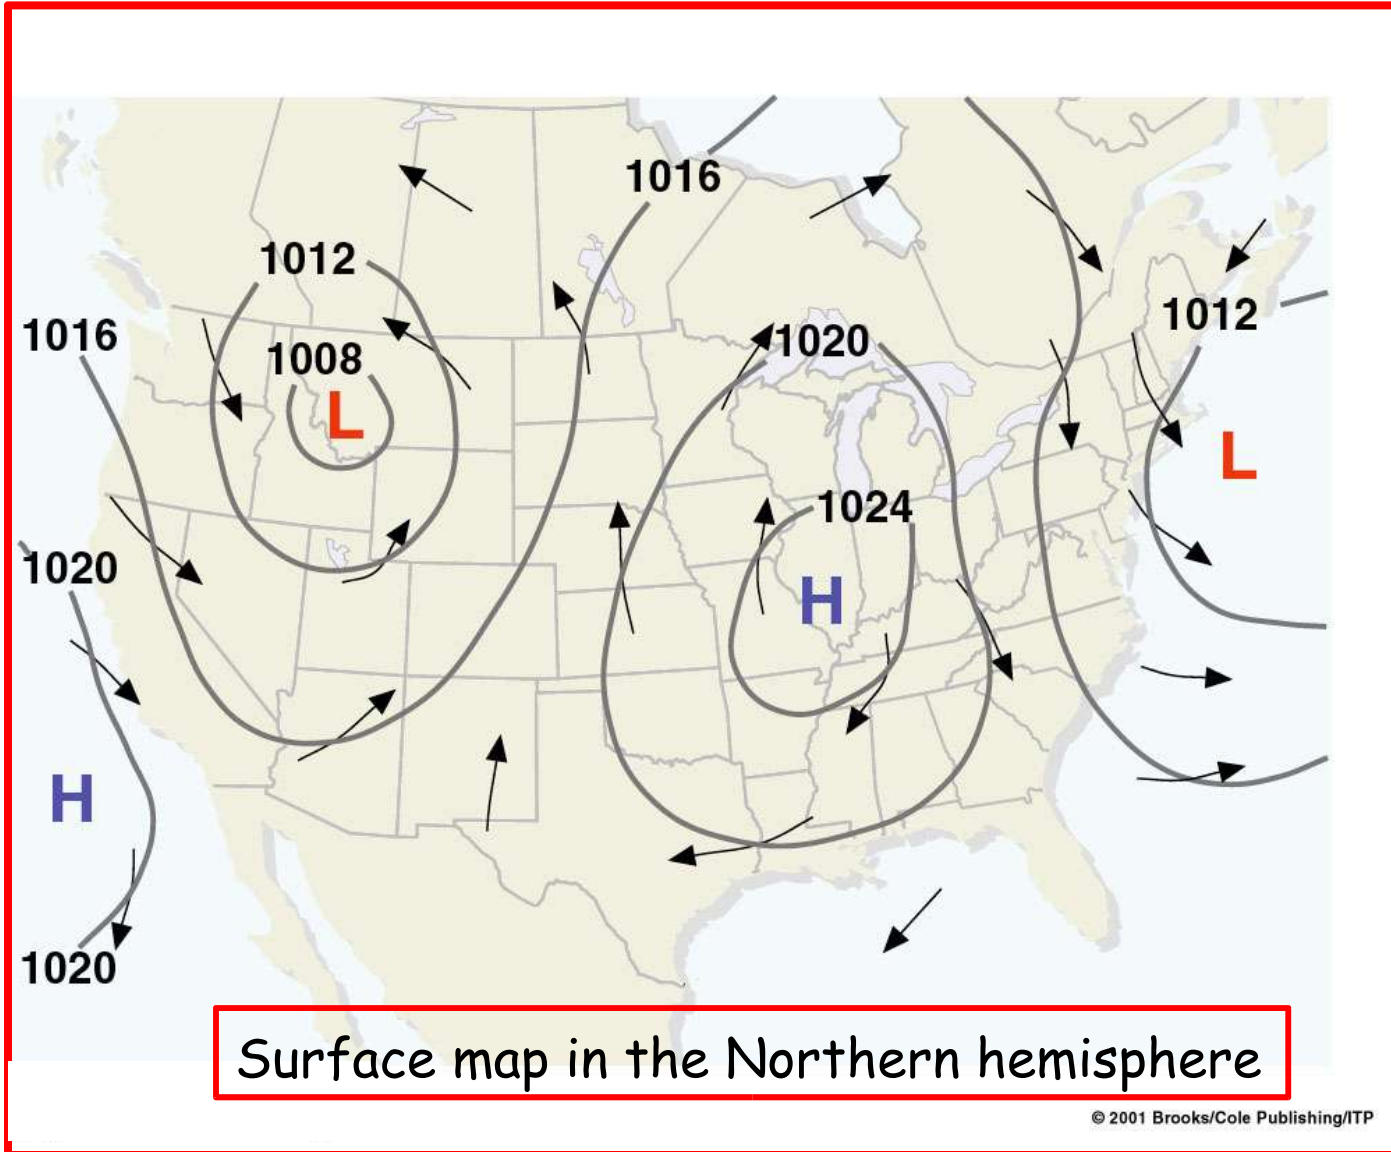 1016
1012
1012
1016
1020
1008
L
L
1024
1020
H
H
1020
Surface map in the Northern hemisphere
© 2001 Brooks/Cole Publishing/ITP